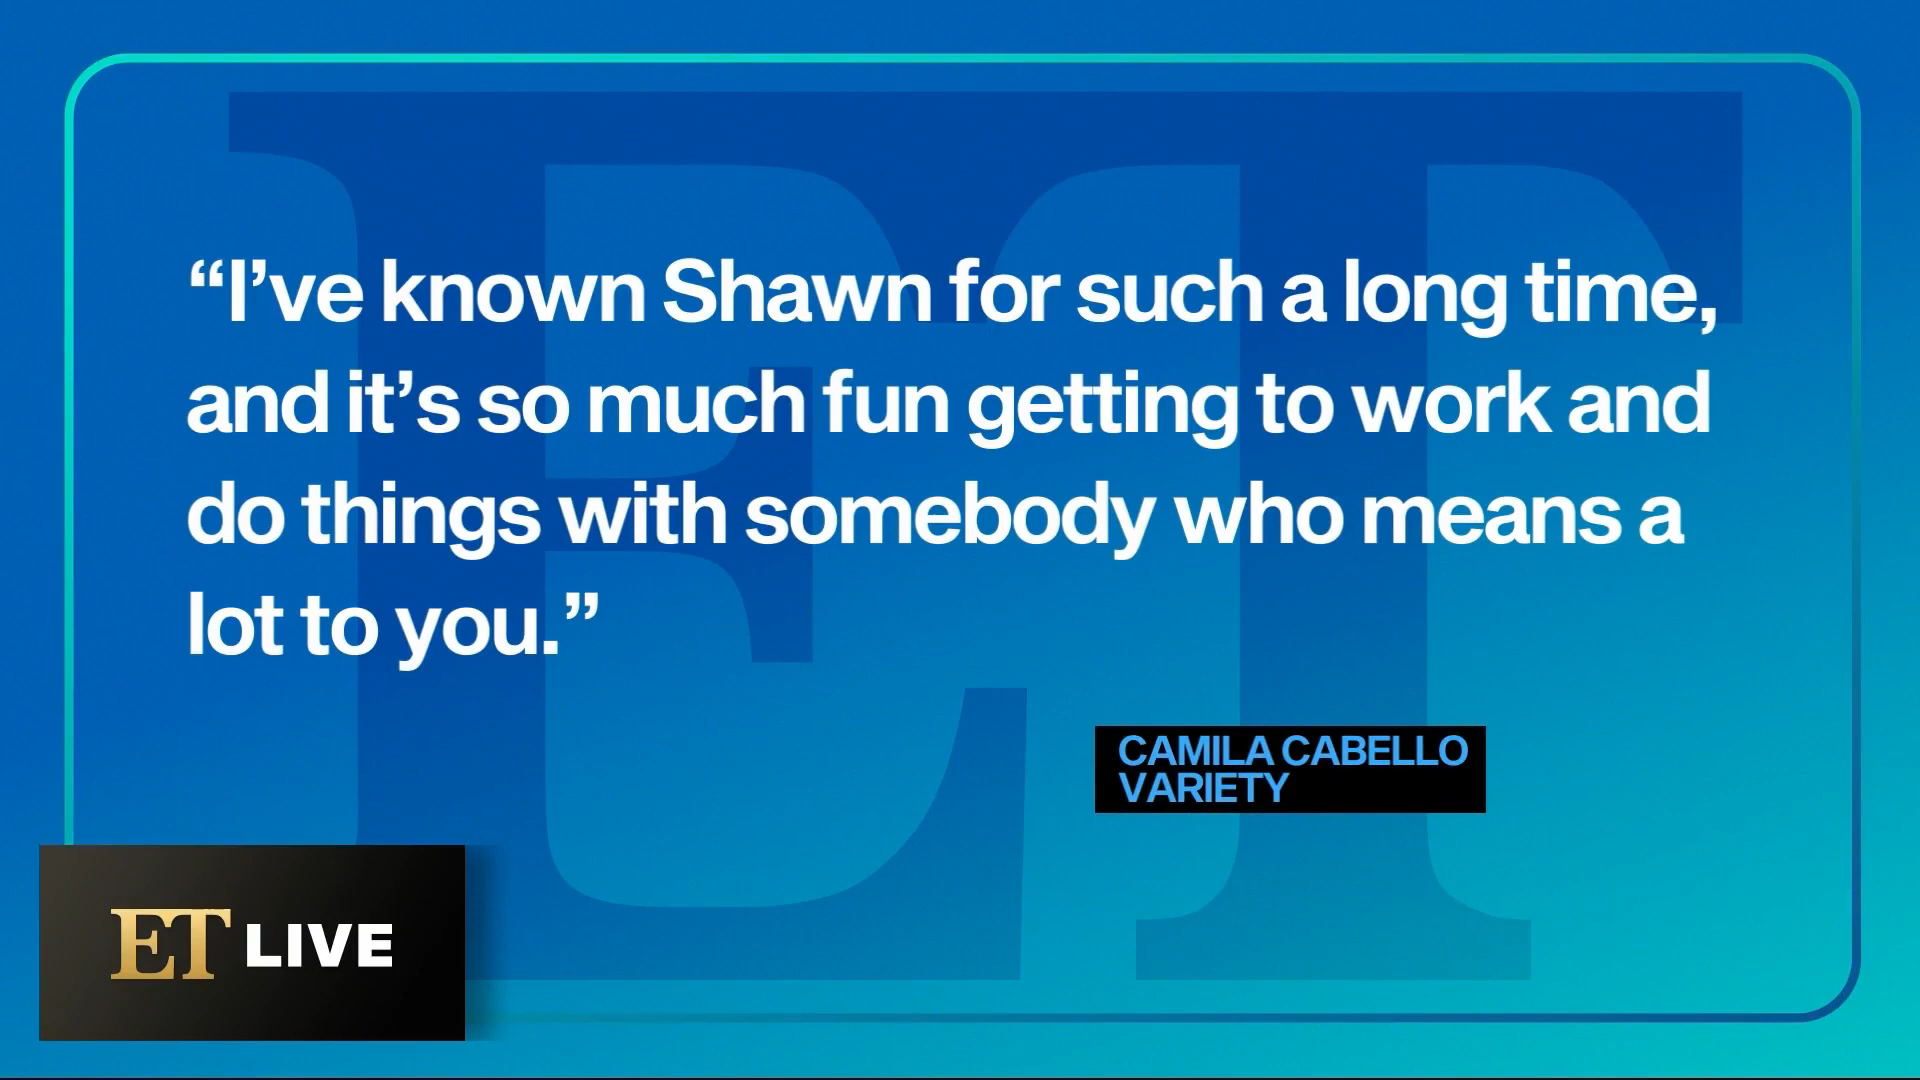 “I’ve known Shawn for such a long time,
and it’s so much fun getting to work and
do things with somebody who means a
lot to you.”
CAMILA CABELLO
VARIETY
ET LIVE
ET